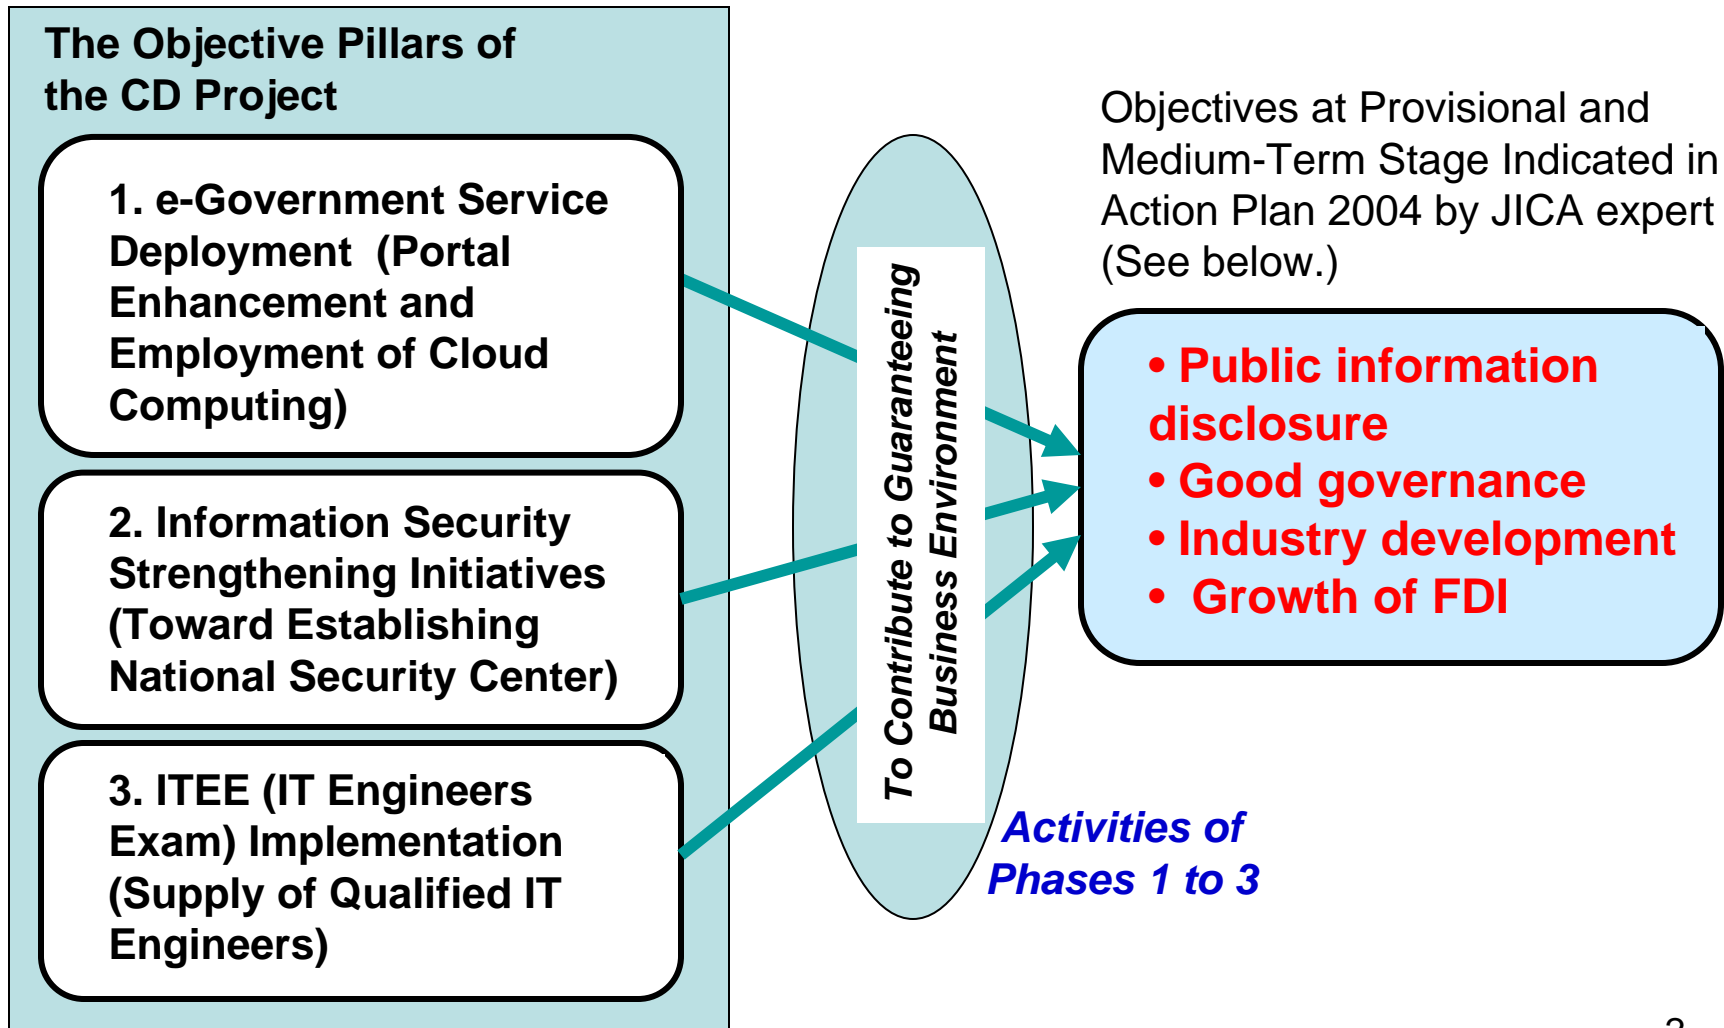 The Objective Pillars of
the CD Project
1. e-Government Service
Deployment (Portal
Enhancement and
Employment of Cloud
Computing)
2. Information Security
Strengthening Initiatives
(Toward Establishing
National Security Center)
3. ITEE (IT Engineers
Exam) Implementation
(Supply of Qualified IT
Engineers)
To Contribute to Guaranteeing
Business Environment
Activities of
Phases 1 to 3
Objectives at Provisional and
Medium-Term Stage Indicated in
Action Plan 2004 by JICA expert
(See below.)
• Public information
disclosure
• Good governance
• Industry development
• Growth of FDI